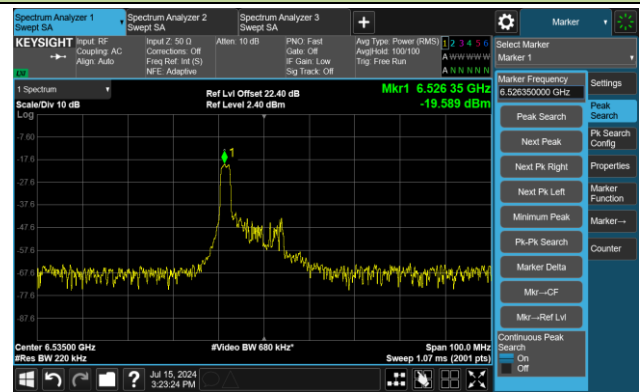 Spectrum Analyzer 1
Swept SA
Spectrum Analyzer 2
Swept SA
Spectrum Analyzer 3
Swept SA
Marker
KEYSIGHT
Input: RF
Coupling: AC
Align: Auto
Input Z: 50 Ω
Corrections: Off
Freq Ref: Int (S)
NFE: Adaptive
Atten: 10 dB
PNO: Fast
Gate: Off
IF Gain: Low
Sig Track: Off
Avg Type: Power (RMS)
Avg|Hold: 100/100
Trig: Free Run
1 2 3 4 5 6
A W W W W W
A N N N N N
LXI
Select Marker
Marker 1
1 Spectrum
Scale/Div 10 dB
Log
Ref Lvl Offset 22.40 dB
Ref Level 2.40 dBm
Mkr1 6.526 35 GHz
-19.589 dBm
1
-7.60
-17.6
-27.6
-37.6
-47.6
-57.6
-67.6
-77.6
-87.6
Center 6.53500 GHz
#Res BW 220 kHz
#Video BW 680 kHz*
Span 100.0 MHz
Sweep 1.07 ms (2001 pts)
Marker Frequency
6.526350000 GHz
Peak Search
Next Peak
Next Pk Right
Next Pk Left
Minimum Peak
Pk-Pk Search
Marker Delta
Mkr→CF
Mkr→Ref Lvl
Continuous Peak
Search
On
Off
Settings
Peak
Search
Pk Search
Config
Properties
Marker
Function
Marker→
Counter
?
Jul 15, 2024
3:23:24 PM